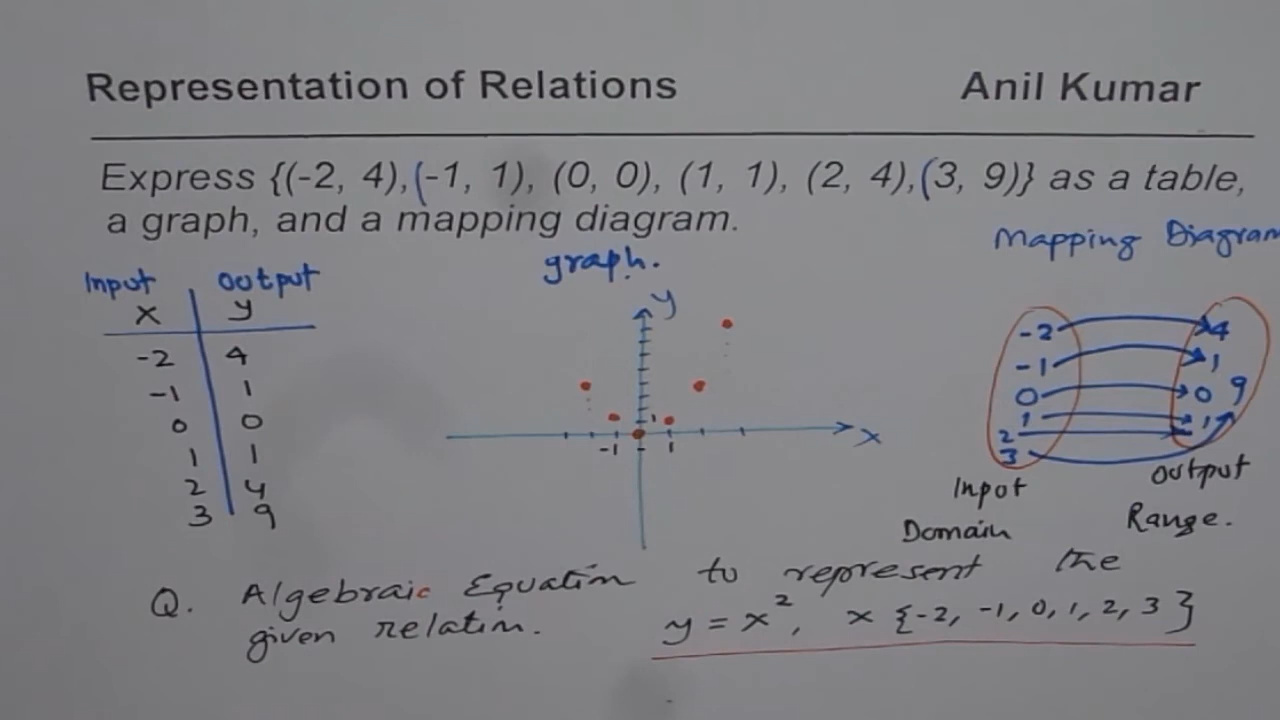 Representation of Relations Anil Kumar
Express {(-2, 4),(-1, 1), (0, 0), (1, 1), (2, 4),(3, 9)} as a table,
a graph, and a mapping diagram.
Mapping Diagram
Input Output
x y
-2 4
-1 1
0 0
1 1
2 4
3 9
graph.
y
1
-1 1
x
-2 4
-1 1
0 0 9
1 1
2
3
Input Output
Domain Range.
Q. Algebraic Equation to represent the
given relation. y = x², x {-2, -1, 0, 1, 2, 3}